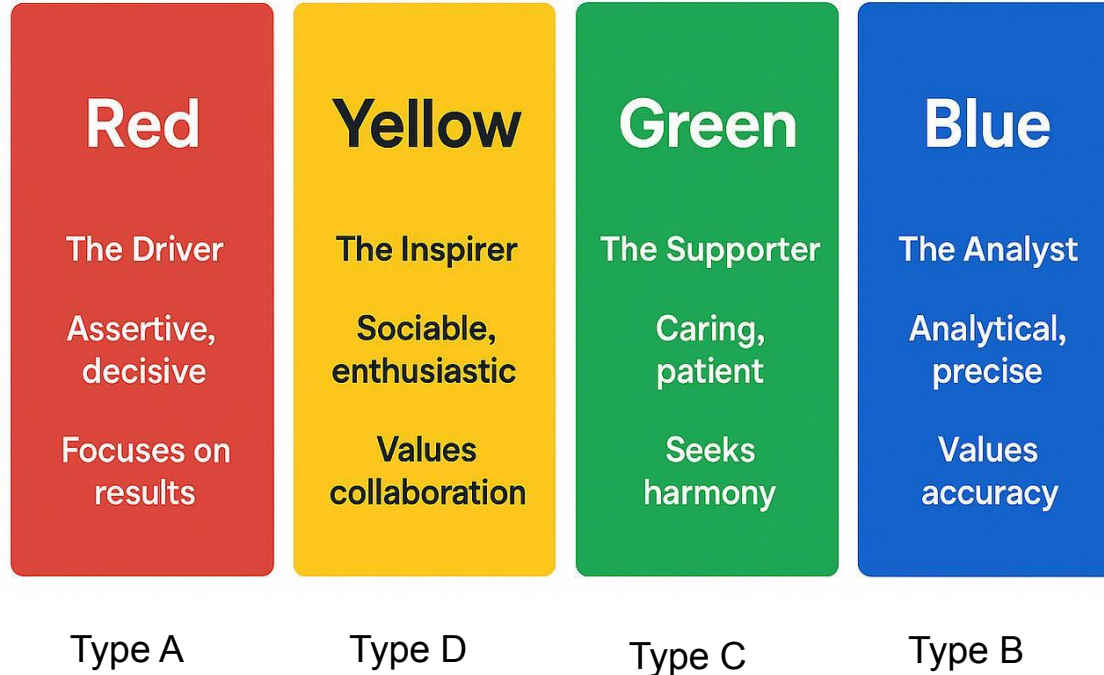 Red
The Driver
Assertive,
decisive
Focuses on
results
Yellow
The Inspirer
Sociable,
enthusiastic
Values
collaboration
Green
The Supporter
Caring,
patient
Seeks
harmony
Blue
The Analyst
Analytical,
precise
Values
accuracy
Type A
Type D
Type C
Type B